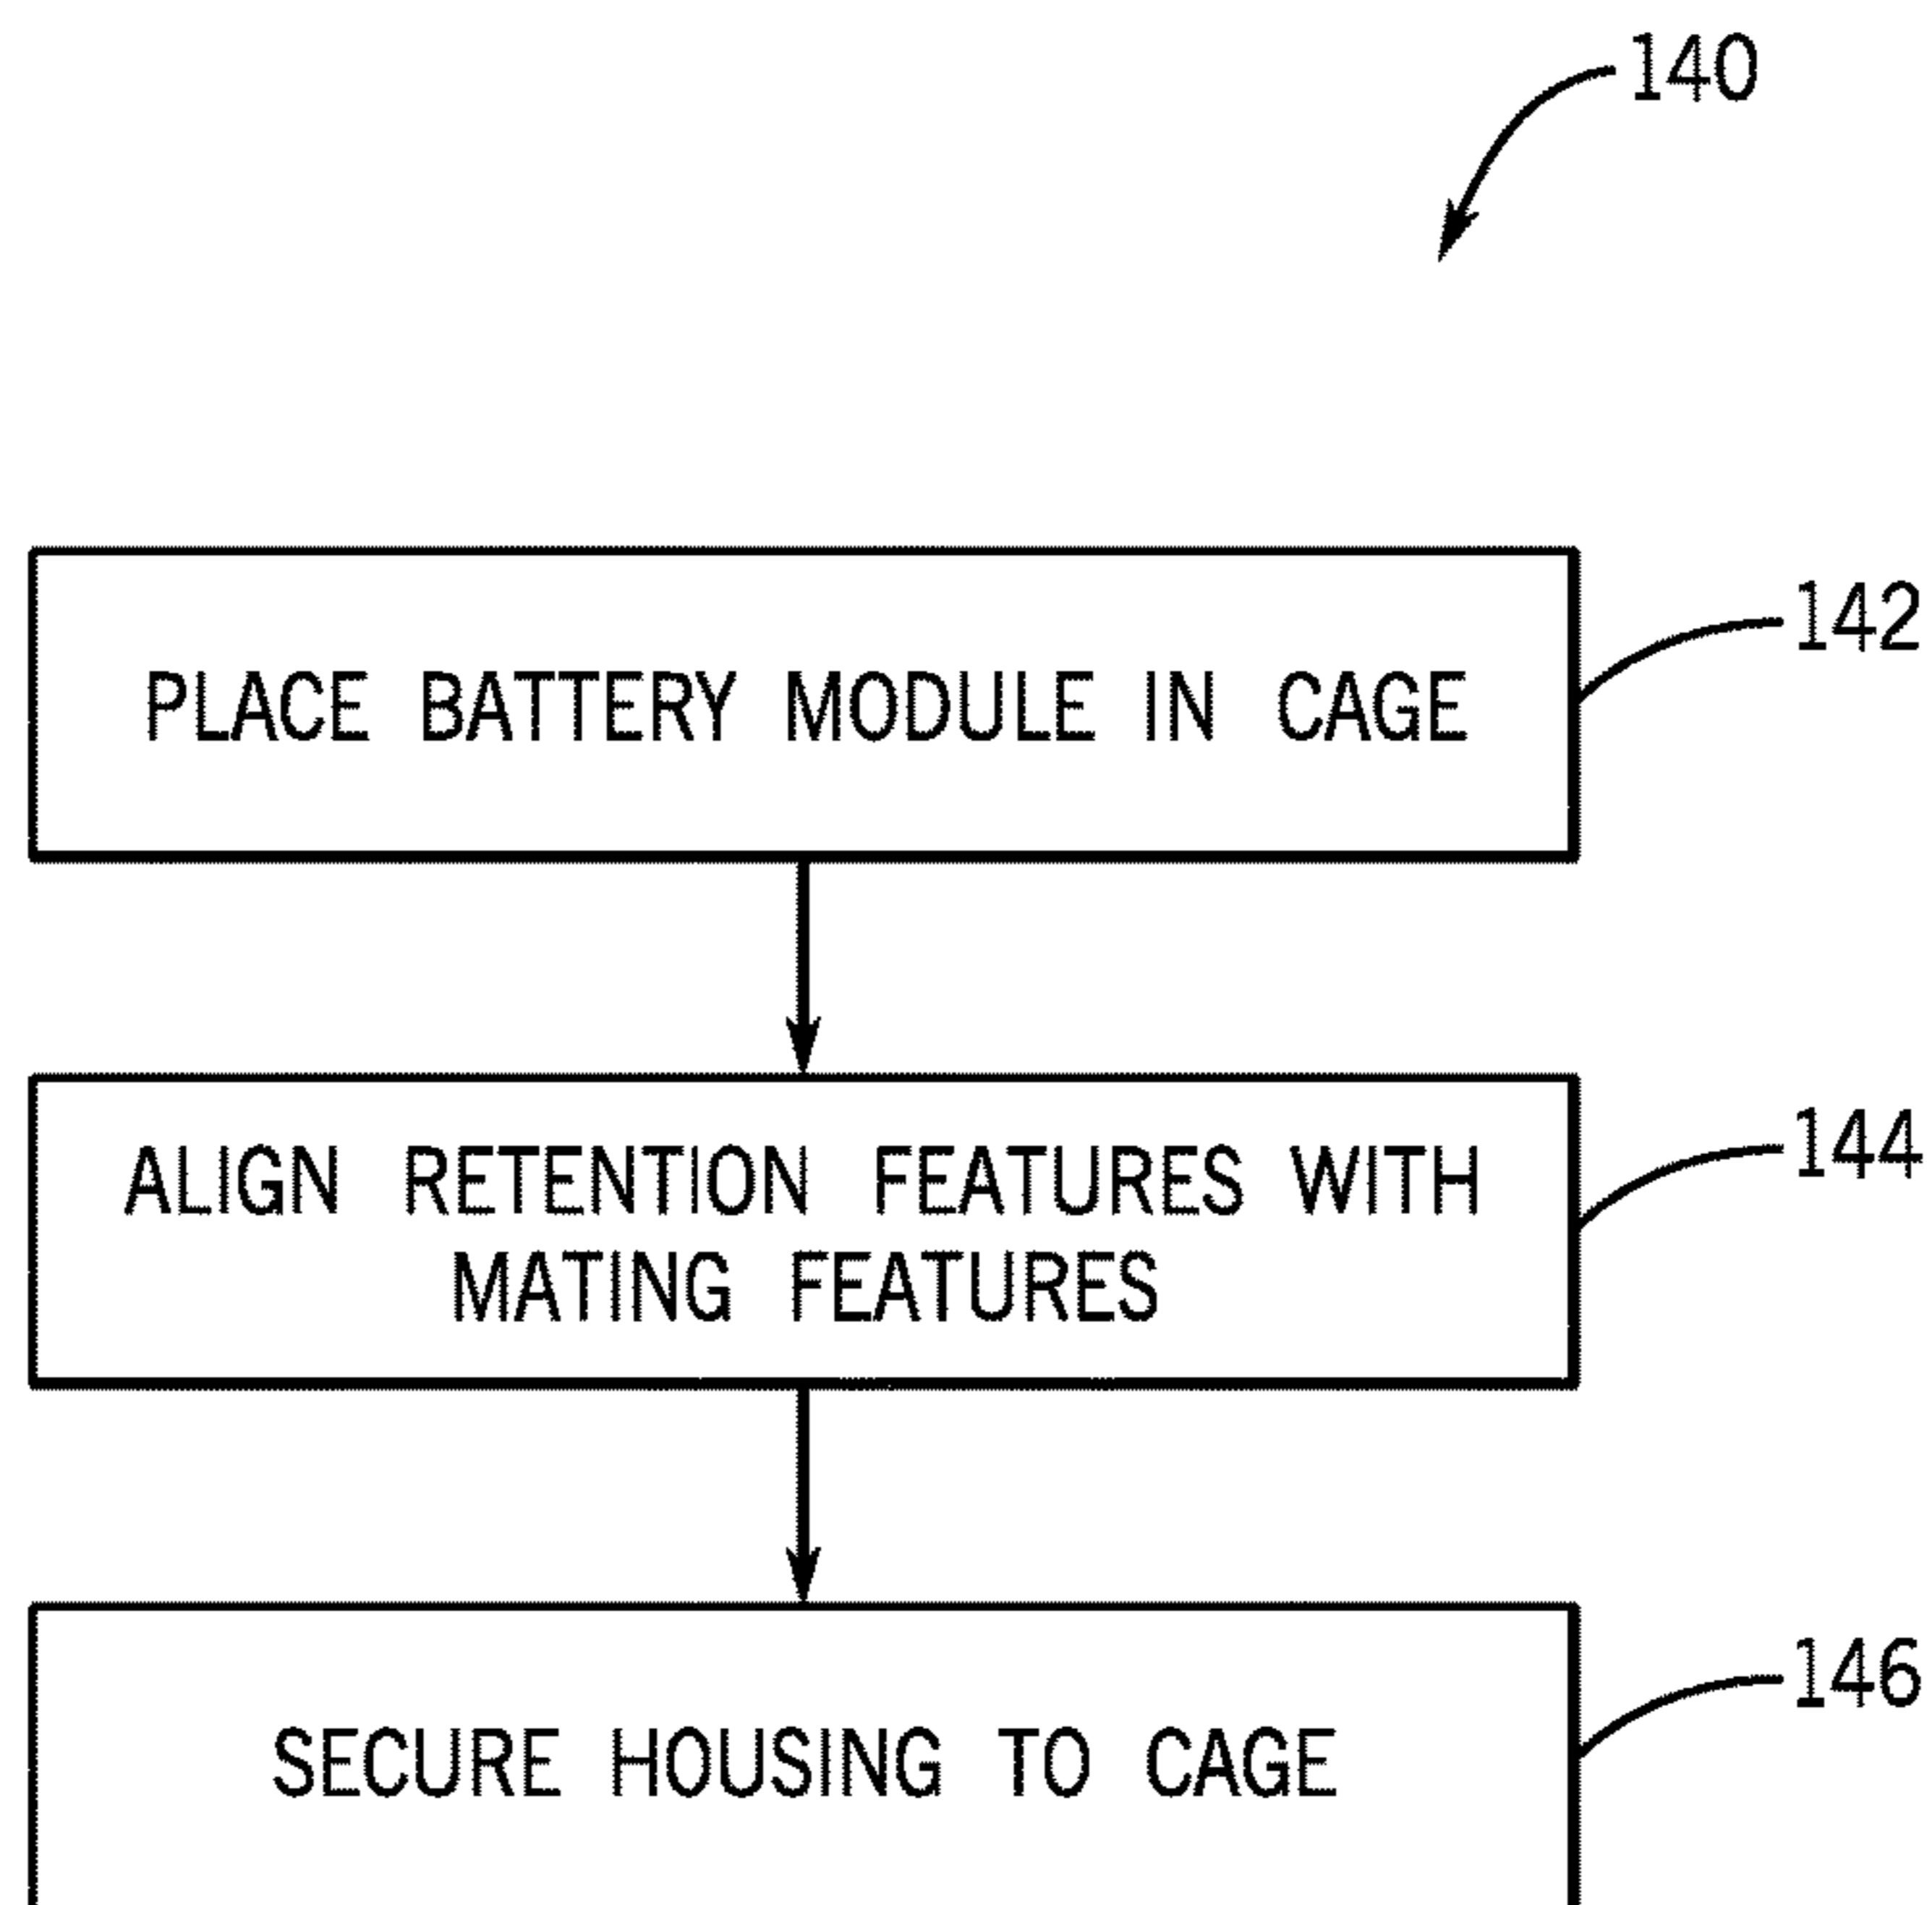 140
PLACE BATTERY MODULE IN CAGE
142
ALIGN RETENTION FEATURES WITH
MATING FEATURES
144
SECURE HOUSING TO CAGE
146